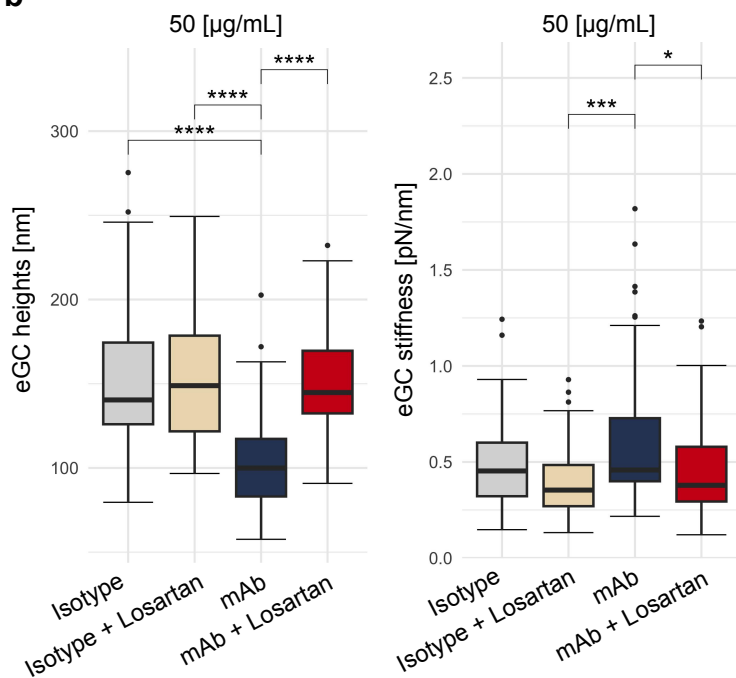 b
50 [µg/mL]
****
****
****
300
200
100
eGC heights [nm]
Isotype
Isotype + Losartan
mAb
mAb + Losartan
50 [µg/mL]
*
***
2.5
2.0
1.5
1.0
0.5
0.0
eGC stiffness [pN/nm]
Isotype
Isotype + Losartan
mAb
mAb + Losartan